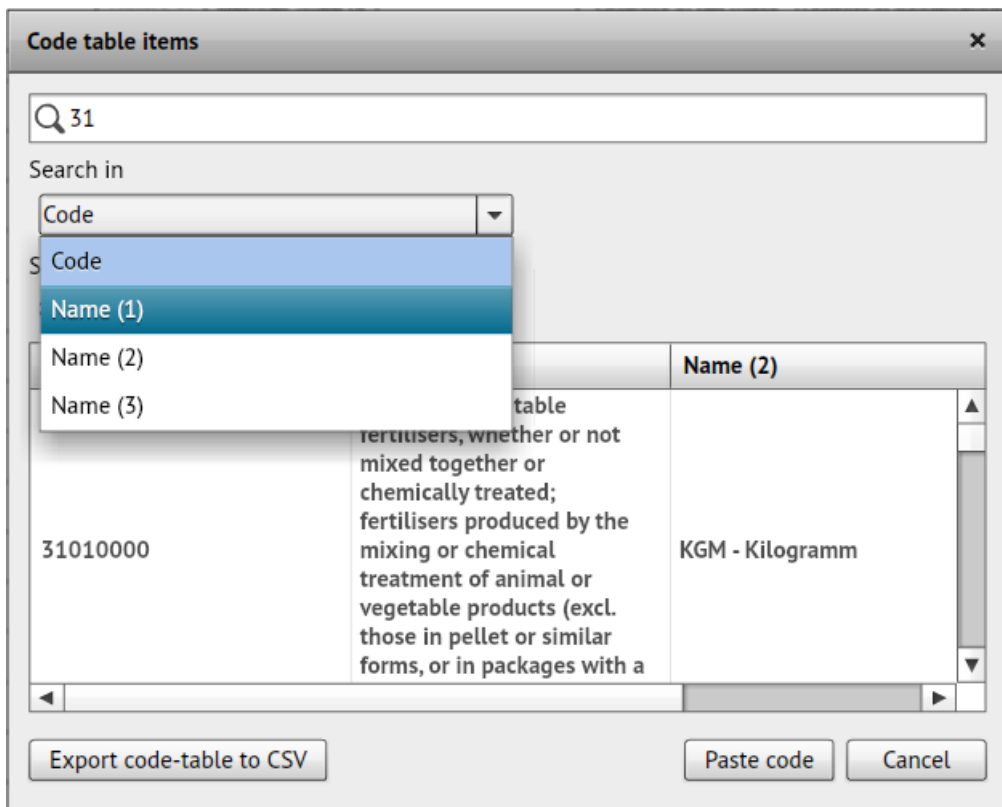 Code table items
31
Search in
Code
Code
S
Name (1)
Name (2)
Name (3)
Name (2)
table
fertilisers, whether or not
mixed together or
chemically treated;
fertilisers produced by the
31010000
mixing or chemical
KGM - Kilogramm
treatment of animal or
vegetable products (excl.
those in pellet or similar
forms, or in packages with a
Export code-table to CSV
Paste code
Cancel